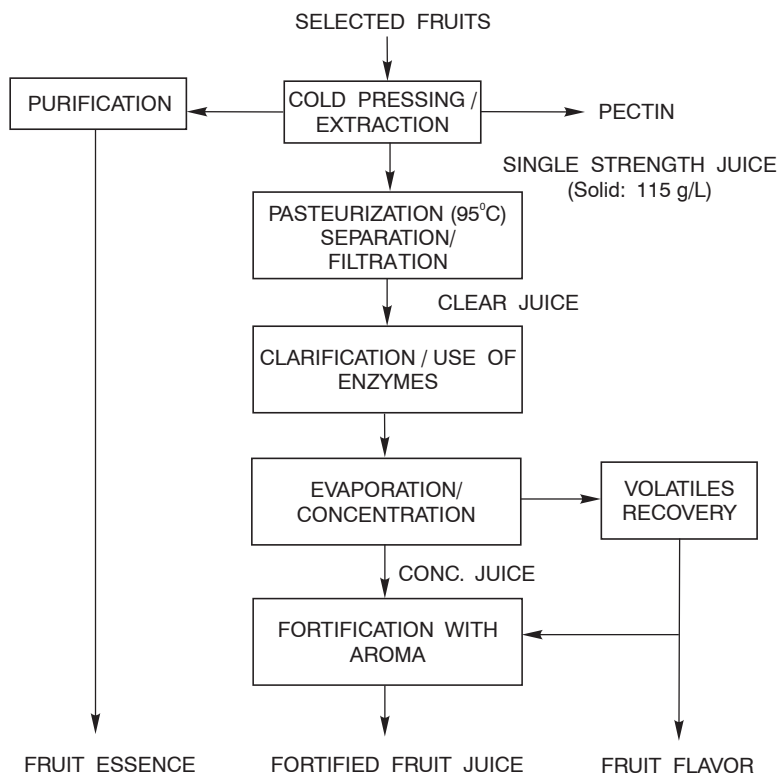 SELECTED FRUITS
PURIFICATION
COLD PRESSING /
EXTRACTION
PECTIN
SINGLE STRENGTH JUICE
(Solid: 115 g/L)
PASTEURIZATION (95°C)
SEPARATION/
FILTRATION
CLEAR JUICE
CLARIFICATION / USE OF
ENZYMES
EVAPORATION/
CONCENTRATION
VOLATILES
RECOVERY
CONC. JUICE
FORTIFICATION WITH
AROMA
FRUIT ESSENCE
FORTIFIED FRUIT JUICE
FRUIT FLAVOR